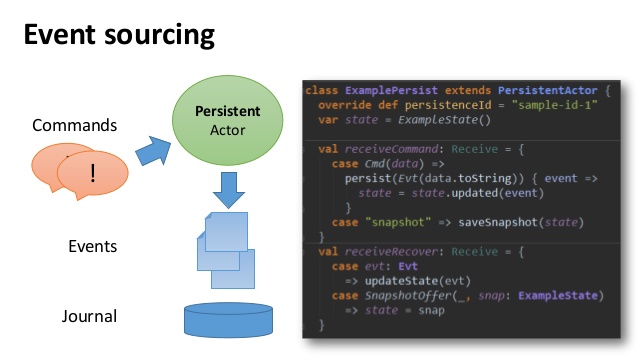 Event sourcing
Commands
!
Persistent
Actor
Events
Journal
class ExamplePersist extends PersistentActor {
override def persistenceId = "sample-id-1"
var state = ExampleState()
val receiveCommand: Receive = {
case Cmd(data) =>
persist(Evt(data.toString)) { event =>
state = state.updated(event)
}
case "snapshot" => saveSnapshot(state)
}
val receiveRecover: Receive = {
case evt: Evt
=> updateState(evt)
case SnapshotOffer(_, snap: ExampleState)
=> state = snap
}